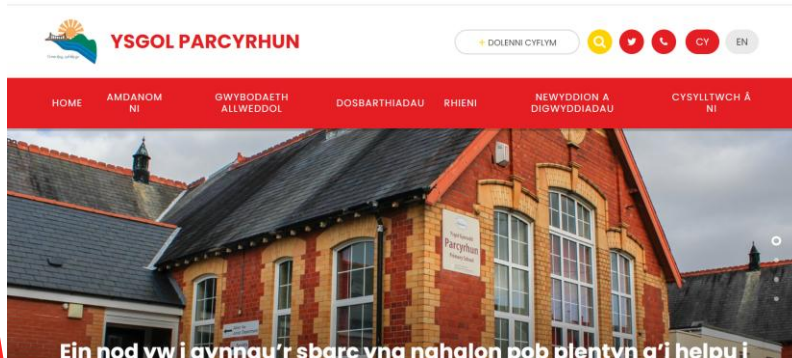 YSGOL PARCYRHUN
+ DOLENNI CYFLYM
CY
EN
HOME
AMDANOM
NI
GWYBODAETH
ALLWEDDOL
DOSBARTHIADAU
RHIENI
NEWYDDION A
DIGWYDDIADAU
CYSYLLTWCH Â
NI
Parcyrhun
Ein nod yw i gynnau'r sbarc yng nghalon pob plentyn a'i helpu i